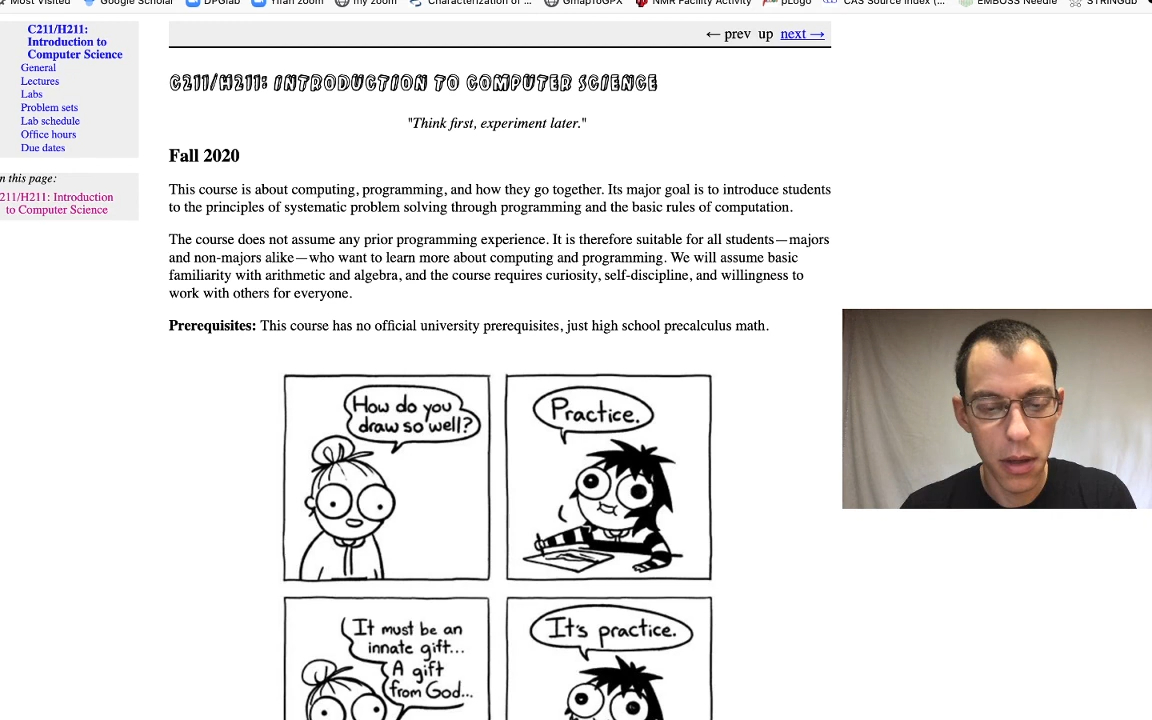 Most Visited
Google Scholar
DPGlab
Yifan zoom
my zoom
Characterization of ...
GmapToGPX
NMR Facility Activity
pLogo
CAS Source Index (...
EMBOSS Needle
STRINGdb
C211/H211:
Introduction to
Computer Science
General
Lectures
Labs
Problem sets
Lab schedule
Office hours
Due dates
n this page:
211/H211: Introduction
to Computer Science
← prev up next →
C211/H211: INTRODUCTION TO COMPUTER SCIENCE
"Think first, experiment later."
Fall 2020
This course is about computing, programming, and how they go together. Its major goal is to introduce students
to the principles of systematic problem solving through programming and the basic rules of computation.
The course does not assume any prior programming experience. It is therefore suitable for all students—majors
and non-majors alike—who want to learn more about computing and programming. We will assume basic
familiarity with arithmetic and algebra, and the course requires curiosity, self-discipline, and willingness to
work with others for everyone.
Prerequisites: This course has no official university prerequisites, just high school precalculus math.
How do you
draw so well?
Practice.
It must be an
innate gift...
A gift
from God...
It's practice.